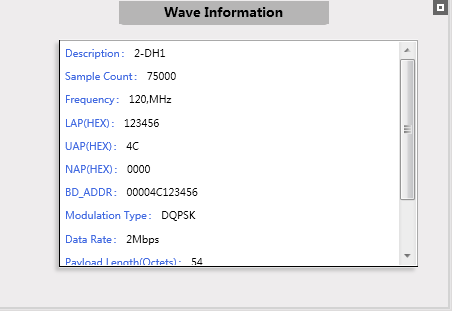 Wave Information
Description: 2-DH1
Sample Count: 75000
Frequency: 120,MHz
LAP(HEX): 123456
UAP(HEX): 4C
NAP(HEX): 0000
BD_ADDR: 00004C123456
Modulation Type: DQPSK
Data Rate: 2Mbps
Payload Length(Octets): 54